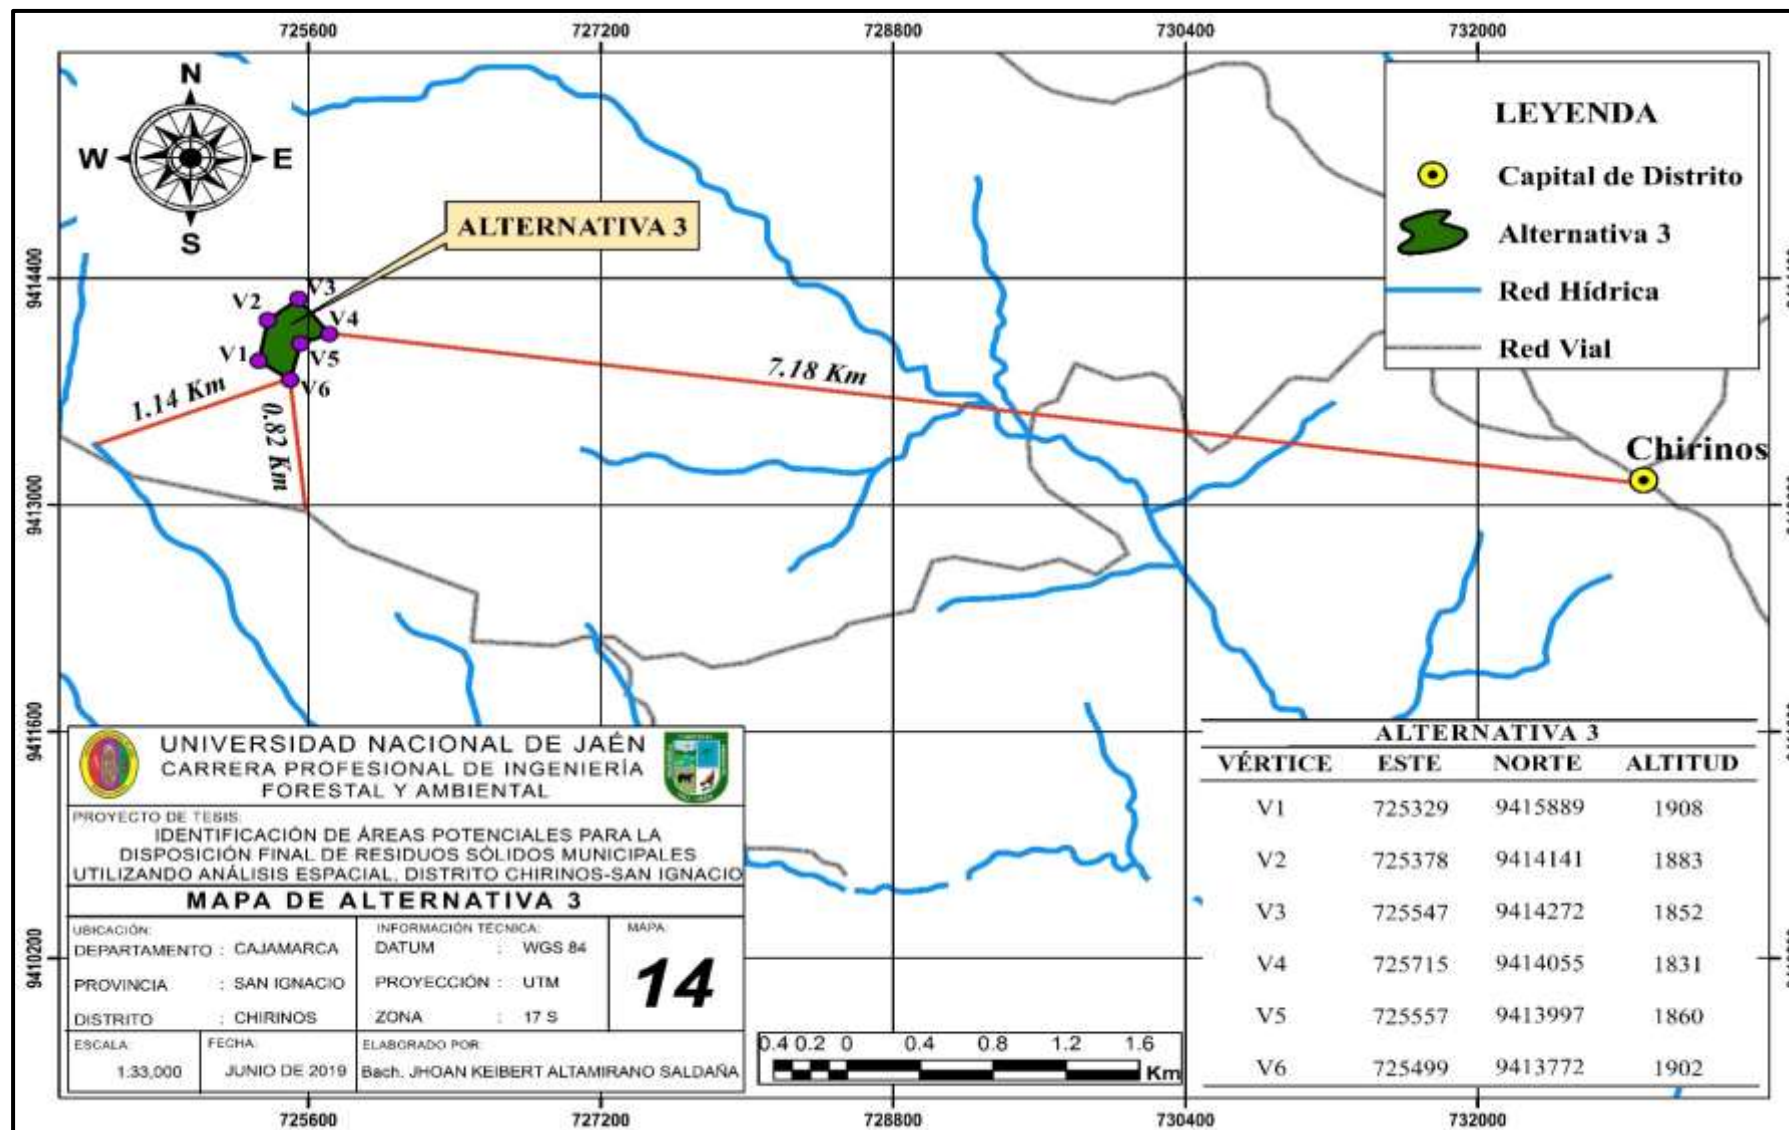 725600 727200 728800 730400 732000
N
W E
S
LEYENDA
Capital de Distrito
Alternativa 3
Red Hídrica
Red Vial
ALTERNATIVA 3
9414400
V3
V2
V4
V1
V5
V6
7.18 Km
1.14 Km
0.82 Km
Chirinos
9413000
9411600
9410200
UNIVERSIDAD NACIONAL DE JAÉN
CARRERA PROFESIONAL DE INGENIERÍA
FORESTAL Y AMBIENTAL
PROYECTO DE TESIS:
IDENTIFICACIÓN DE ÁREAS POTENCIALES PARA LA
DISPOSICIÓN FINAL DE RESIDUOS SÓLIDOS MUNICIPALES
UTILIZANDO ANÁLISIS ESPACIAL, DISTRITO CHIRINOS-SAN IGNACIO
MAPA DE ALTERNATIVA 3
UBICACIÓN:
DEPARTAMENTO : CAJAMARCA
PROVINCIA : SAN IGNACIO
DISTRITO : CHIRINOS
INFORMACIÓN TÉCNICA:
DATUM : WGS 84
PROYECCIÓN : UTM
ZONA : 17 S
MAPA:
14
ESCALA:
1:33,000
FECHA:
JUNIO DE 2019
ELABORADO POR:
Bach. JHOAN KEIBERT ALTAMIRANO SALDAÑA
0.4 0.2 0 0.4 0.8 1.2 1.6
Km
ALTERNATIVA 3
VÉRTICE ESTE NORTE ALTITUD
V1 725329 9415889 1908
V2 725378 9414141 1883
V3 725547 9414272 1852
V4 725715 9414055 1831
V5 725557 9413997 1860
V6 725499 9413772 1902
725600 727200 728800 730400 732000